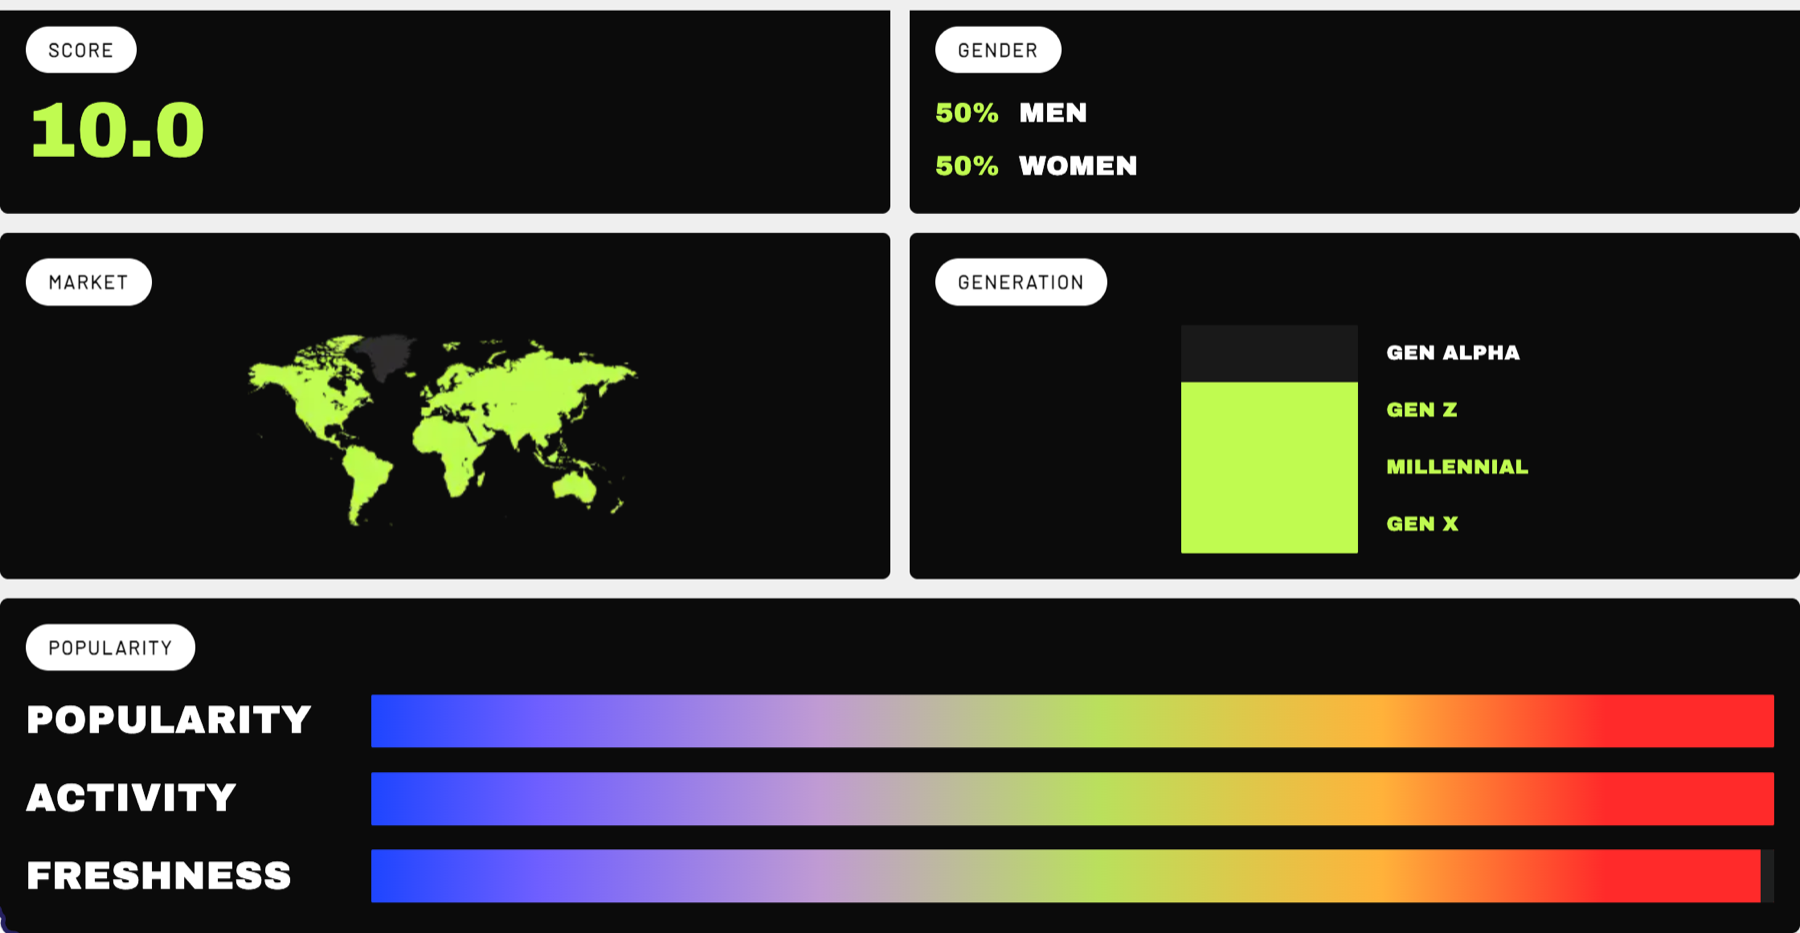 SCORE
10.0
GENDER
50% MEN
50% WOMEN
MARKET
GENERATION
GEN ALPHA
GEN Z
MILLENNIAL
GEN X
POPULARITY
POPULARITY
ACTIVITY
FRESHNESS